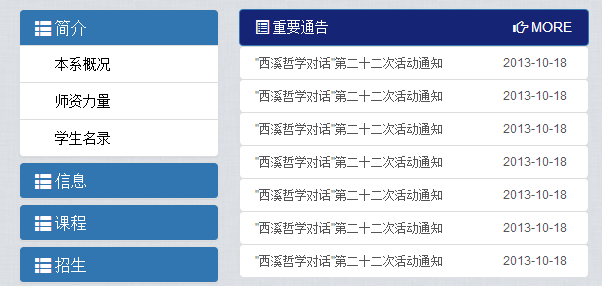 简介
本系概况
师资力量
学生名录
信息
课程
招生
重要通告 MORE
"西溪哲学对话"第二十二次活动通知 2013-10-18
"西溪哲学对话"第二十二次活动通知 2013-10-18
"西溪哲学对话"第二十二次活动通知 2013-10-18
"西溪哲学对话"第二十二次活动通知 2013-10-18
"西溪哲学对话"第二十二次活动通知 2013-10-18
"西溪哲学对话"第二十二次活动通知 2013-10-18
"西溪哲学对话"第二十二次活动通知 2013-10-18